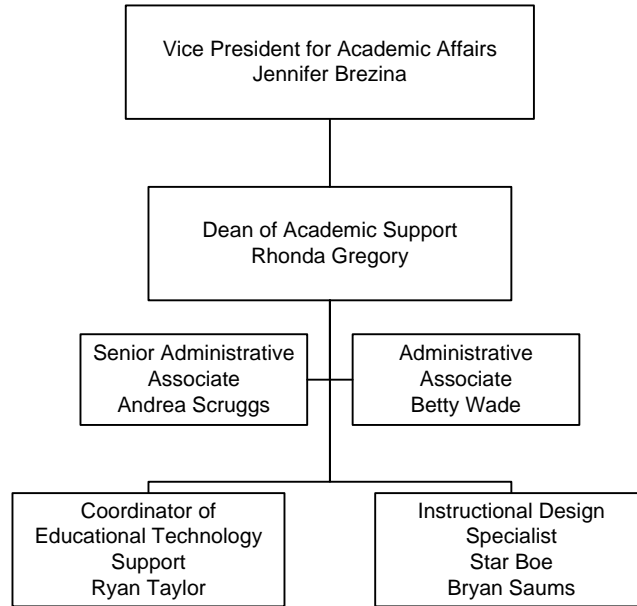 Vice President for Academic Affairs
Jennifer Brezina
Dean of Academic Support
Rhonda Gregory
Senior Administrative
Associate
Andrea Scruggs
Administrative
Associate
Betty Wade
Coordinator of
Educational Technology
Support
Ryan Taylor
Instructional Design
Specialist
Star Boe
Bryan Saums